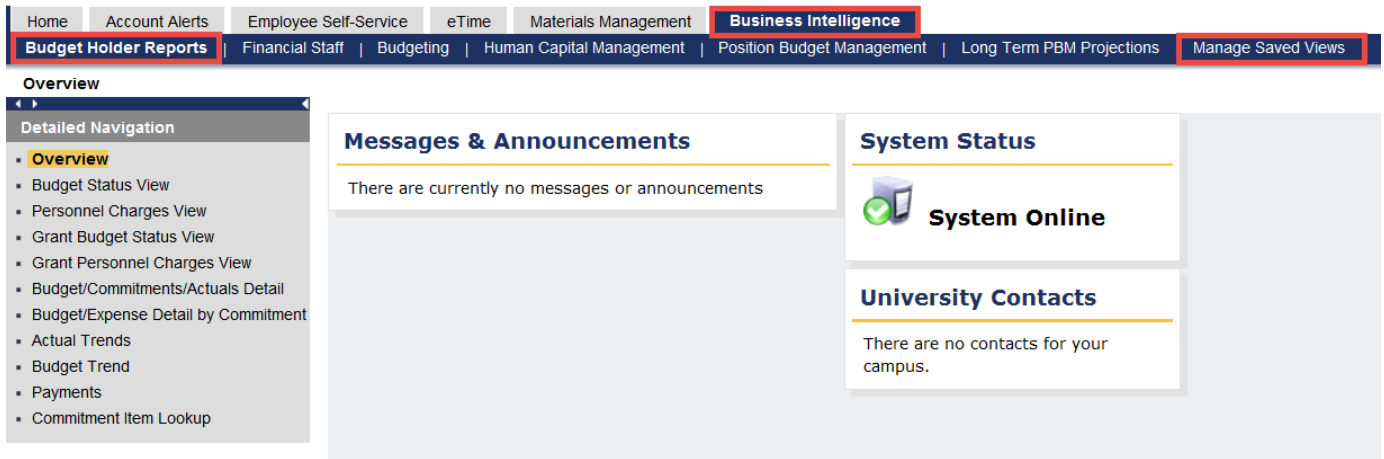 Home Account Alerts Employee Self-Service eTime Materials Management Business Intelligence
Budget Holder Reports | Financial Staff | Budgeting | Human Capital Management | Position Budget Management | Long Term PBM Projections Manage Saved Views
Overview
Detailed Navigation
Overview
Budget Status View
Personnel Charges View
Grant Budget Status View
Grant Personnel Charges View
Budget/Commitments/Actuals Detail
Budget/Expense Detail by Commitment
Actual Trends
Budget Trend
Payments
Commitment Item Lookup
Messages & Announcements
There are currently no messages or announcements
System Status
System Online
University Contacts
There are no contacts for your
campus.